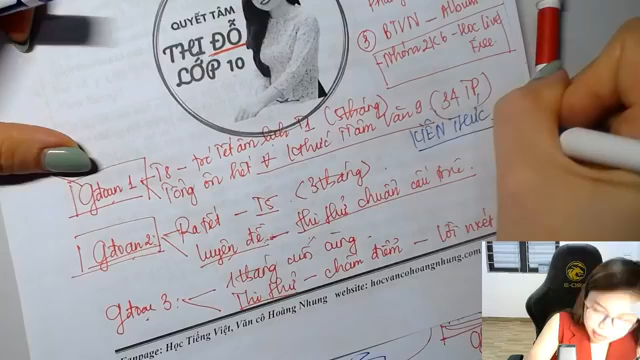 QUYẾT TÂM
THI ĐỖ
LỚP 10
⑤ BTVN – Album
Nhóm 2K6 – Học live
Free
Gđoạn 1
T8 – trc Tết âm lịch T1 (5 tháng)
Tổng ôn hết kthức Tâm Văn 9 (34 TP)
KIẾN THỨC
Gđoạn 2:
Ra tết – T5 (3 tháng)
luyện đề – thi thử chuẩn cấu trúc
Gđoạn 3:
1 tháng cuối cùng
Thi thử – chấm điểm – lời nxét
Fanpage: Học Tiếng Việt, Văn cô Hoàng Nhung website: hocvancohoangnhung.com